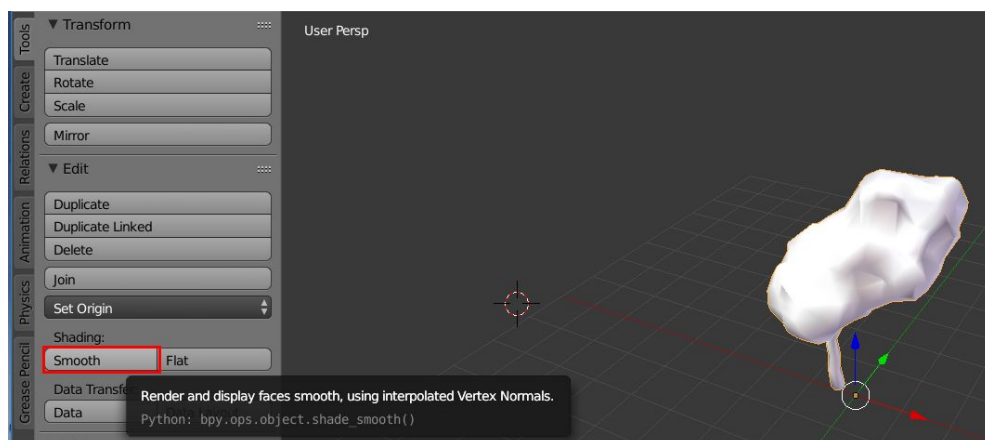 Tools
Create
Relations
Animation
Physics
Grease Pencil
▼ Transform
Translate
Rotate
Scale
Mirror
▼ Edit
Duplicate
Duplicate Linked
Delete
Join
Set Origin
Shading:
Smooth Flat
Data Transfe
Data
User Persp
Render and display faces smooth, using interpolated Vertex Normals.
Python: bpy.ops.object.shade_smooth()